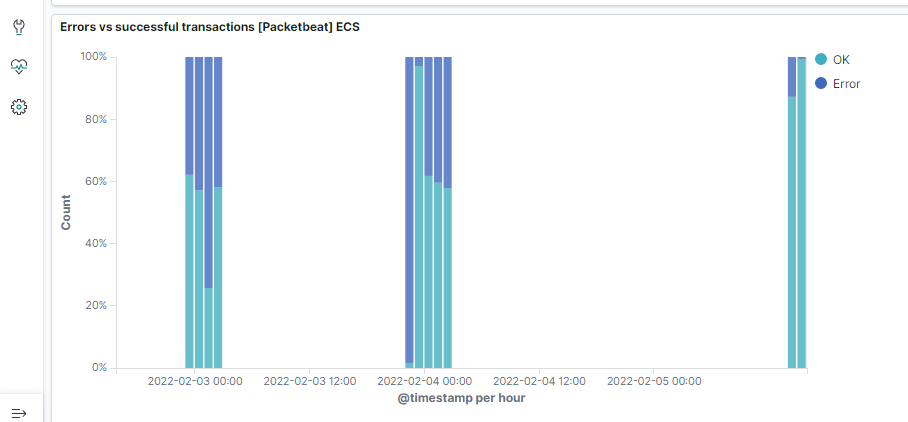 Errors vs successful transactions [Packetbeat] ECS
100%
80%
60%
40%
20%
0%
Count
2022-02-03 00:00
2022-02-03 12:00
2022-02-04 00:00
2022-02-04 12:00
2022-02-05 00:00
@timestamp per hour
OK
Error